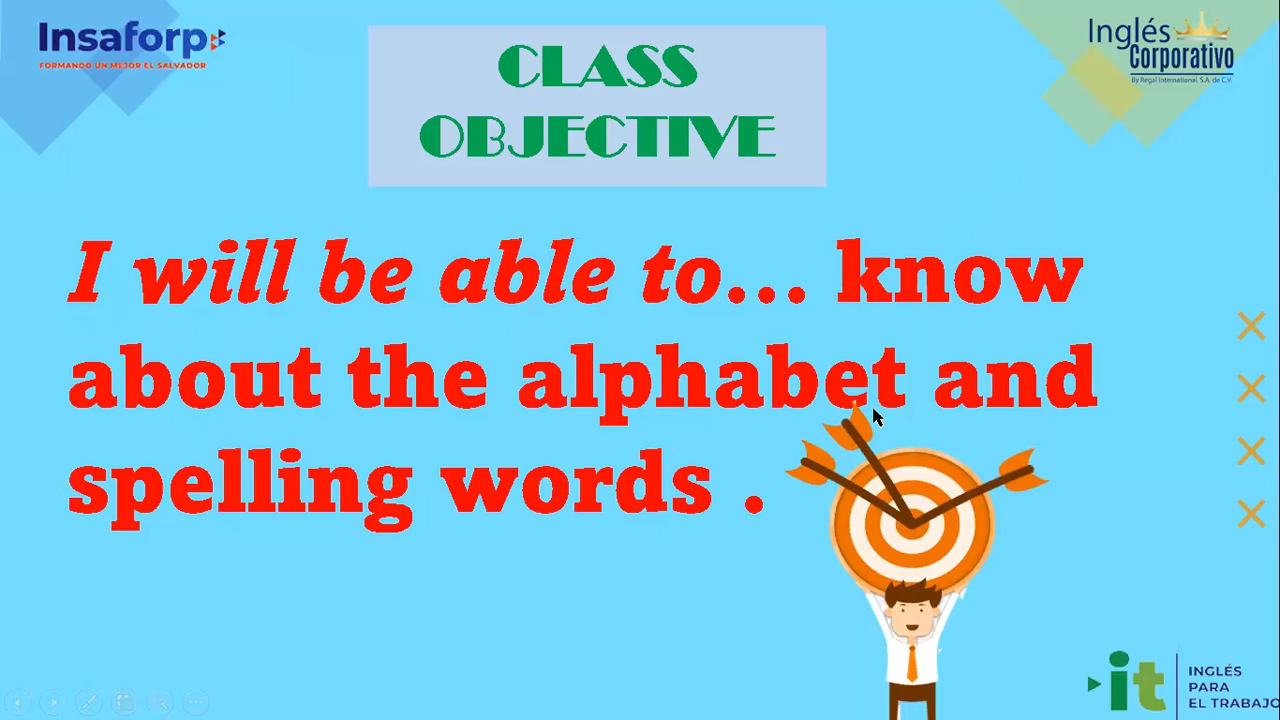 Insaforp
FORMANDO UN MEJOR EL SALVADOR
CLASS
OBJECTIVE
Inglés
Corporativo
By Regal International, S.A. de C.V.
I will be able to... know
about the alphabet and
spelling words .
it
INGLÉS
PARA
EL TRABAJO